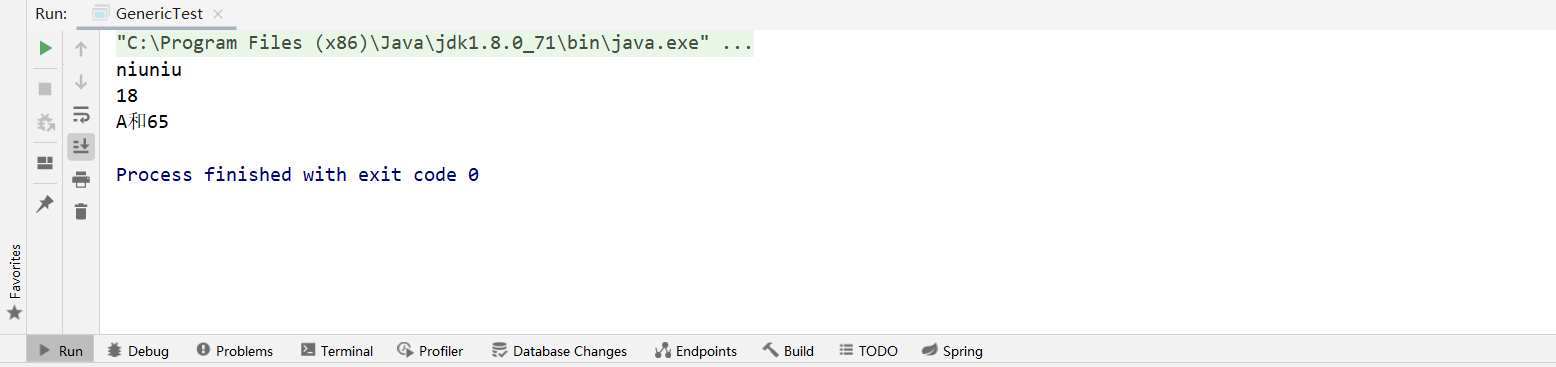 Run: GenericTest
"C:\Program Files (x86)\Java\jdk1.8.0_71\bin\java.exe" ...
niuniu
18
A和65
Process finished with exit code 0
Favorites
Run Debug Problems Terminal Profiler Database Changes Endpoints Build TODO Spring